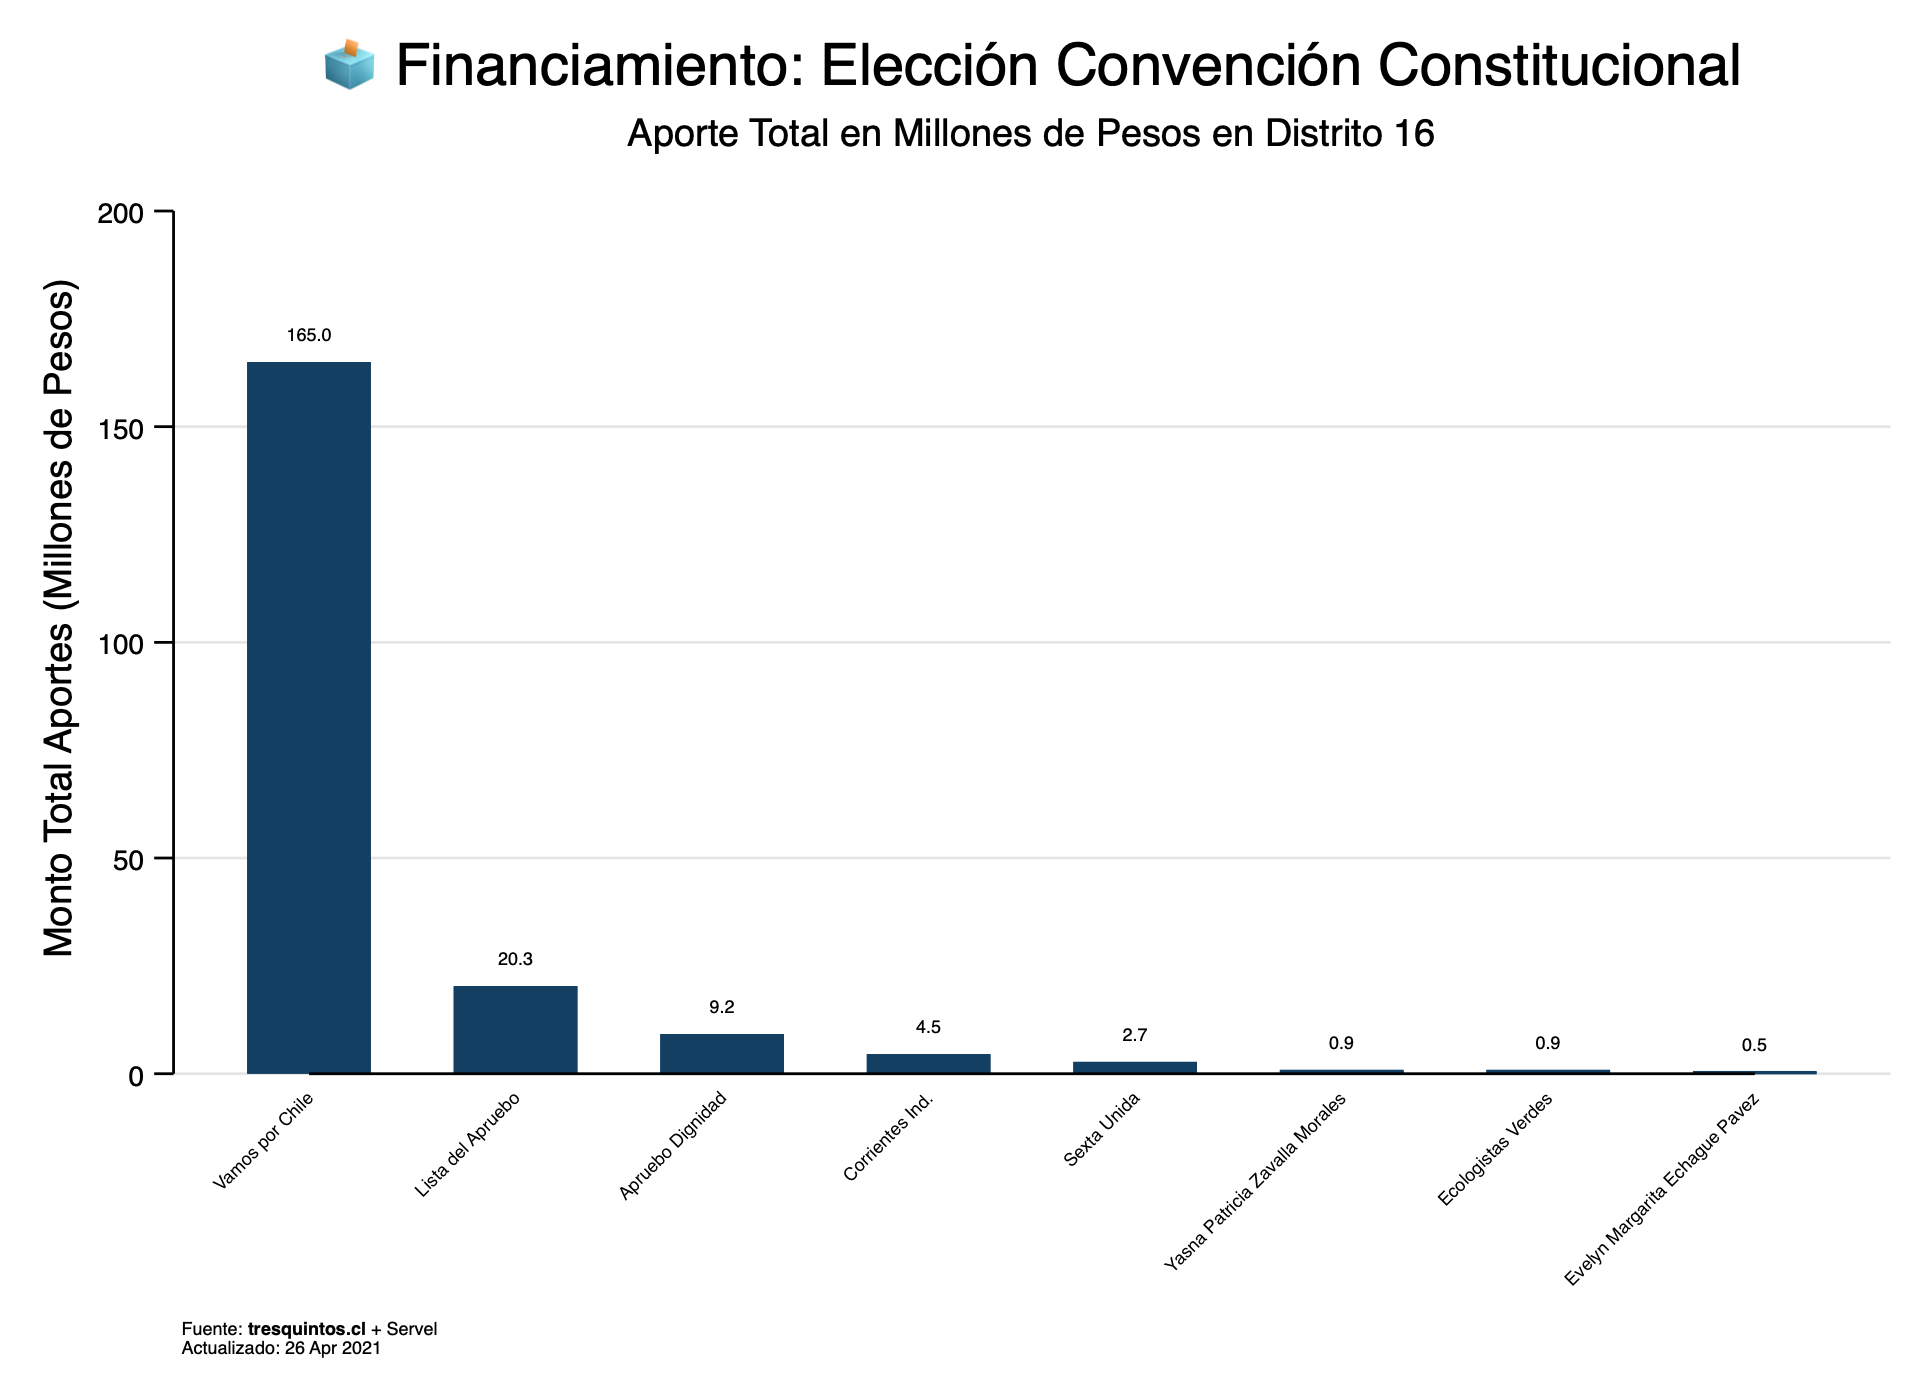 Financiamiento: Elección Convención Constitucional
Aporte Total en Millones de Pesos en Distrito 16
Monto Total Aportes (Millones de Pesos)
200
150
100
50
0
165.0
20.3
9.2
4.5
2.7
0.9
0.9
0.5
Vamos por Chile
Lista del Apruebo
Apruebo Dignidad
Corrientes Ind.
Sexta Unida
Yasna Patricia Zavalla Morales
Ecologistas Verdes
Evelyn Margarita Echague Pavez
Fuente: tresquintos.cl + Servel
Actualizado: 26 Apr 2021